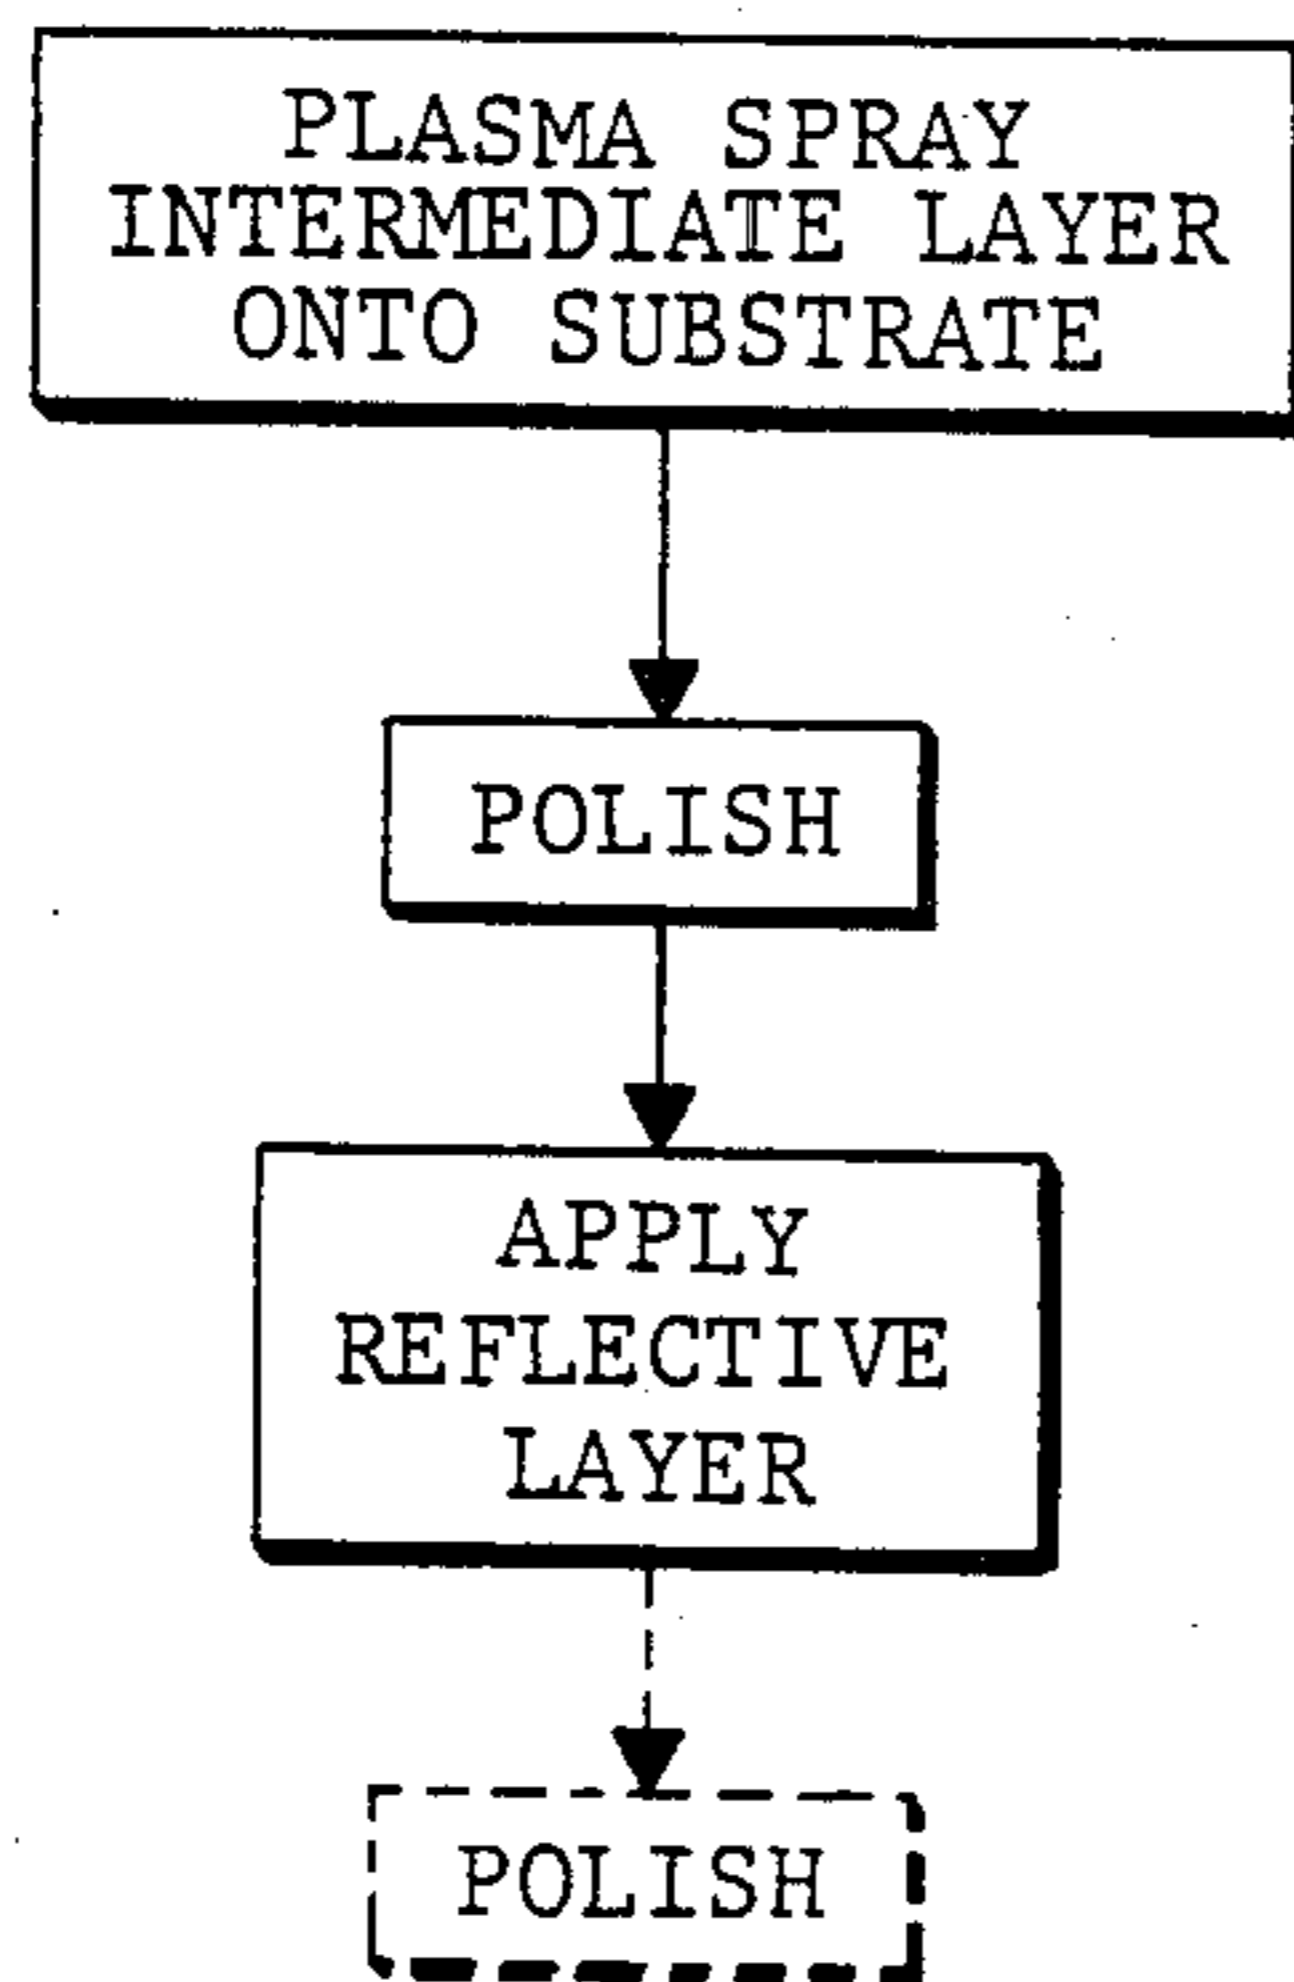 PLASMA SPRAY
INTERMEDIATE LAYER
ONTO SUBSTRATE
POLISH
APPLY
REFLECTIVE
LAYER
POLISH